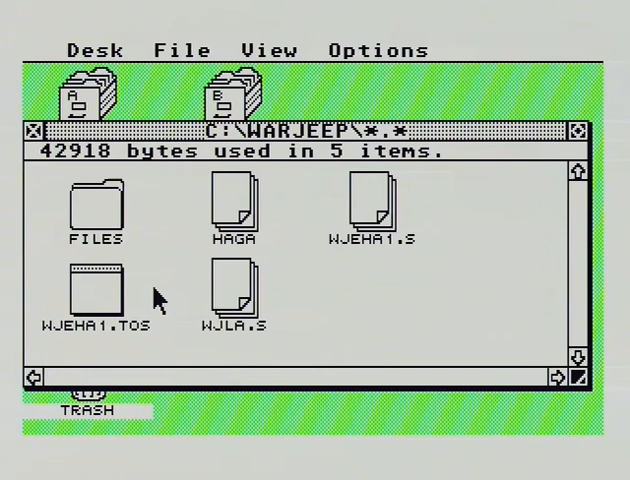 Desk File View Options
A B
C:\WARJEEP\*.*
42918 bytes used in 5 items.
FILES HAGA WJEHA1.S
WJEHA1.TOS WJLA.S
TRASH